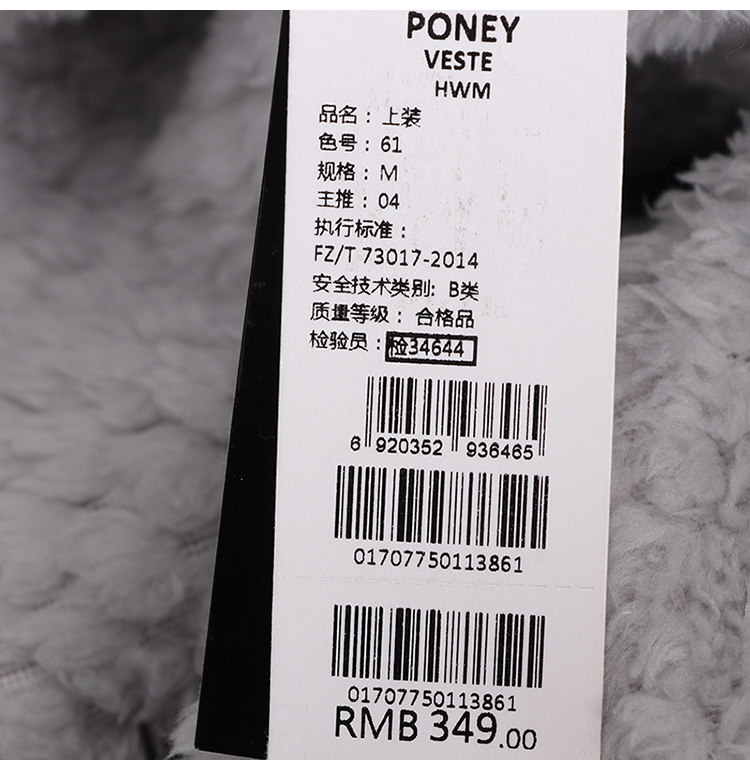 PONEY
VESTE
HWM
品名：上装
色号：61
规格：M
主推：04
执行标准：
FZ/T 73017-2014
安全技术类别: B类
质量等级：合格品
检验员：检34644
6 920352 936465
01707750113861
01707750113861
RMB 349.00